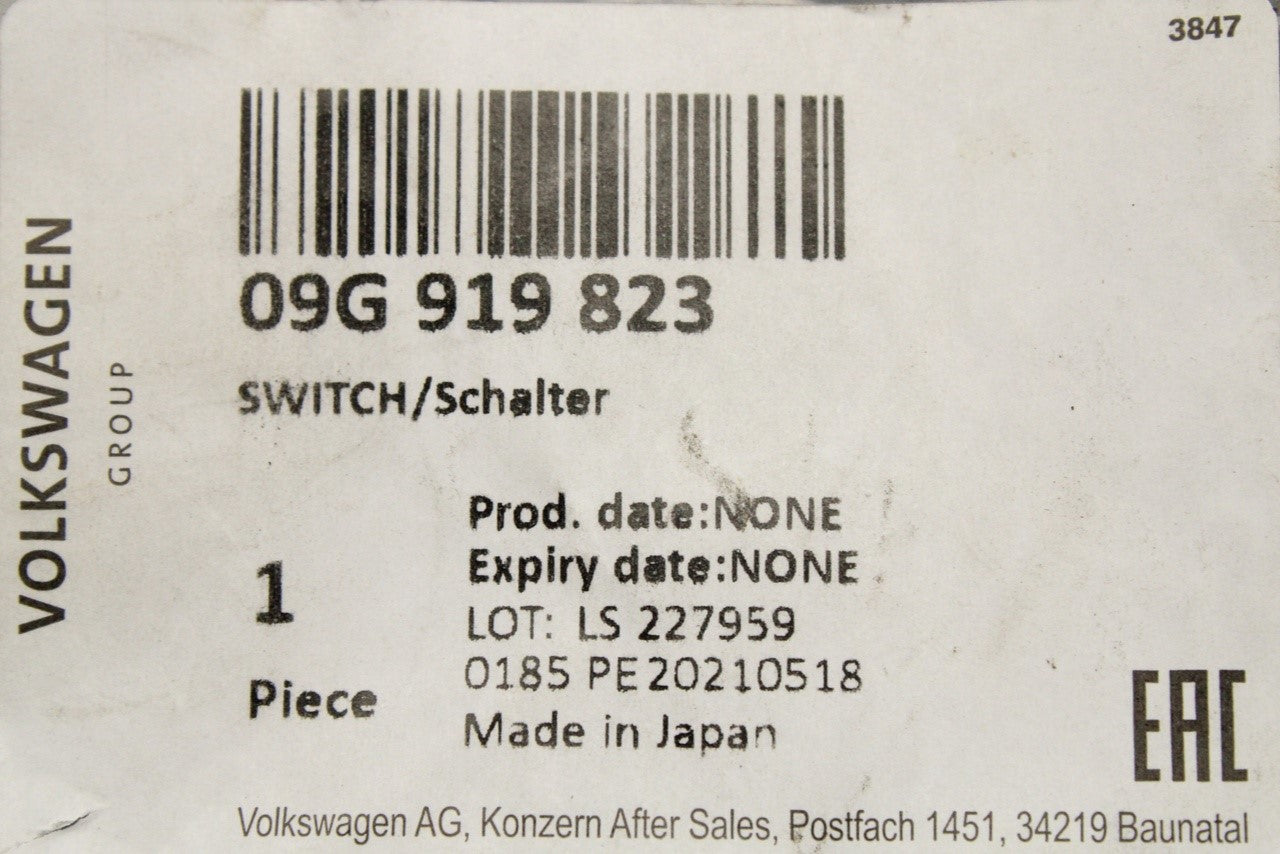 3847
VOLKSWAGEN
GROUP
09G 919 823
SWITCH/Schalter
Prod. date:NONE
Expiry date:NONE
1
LOT: LS 227959
0185 PE20210518
Piece
Made in Japan
EAC
Volkswagen AG, Konzern After Sales, Postfach 1451, 34219 Baunatal